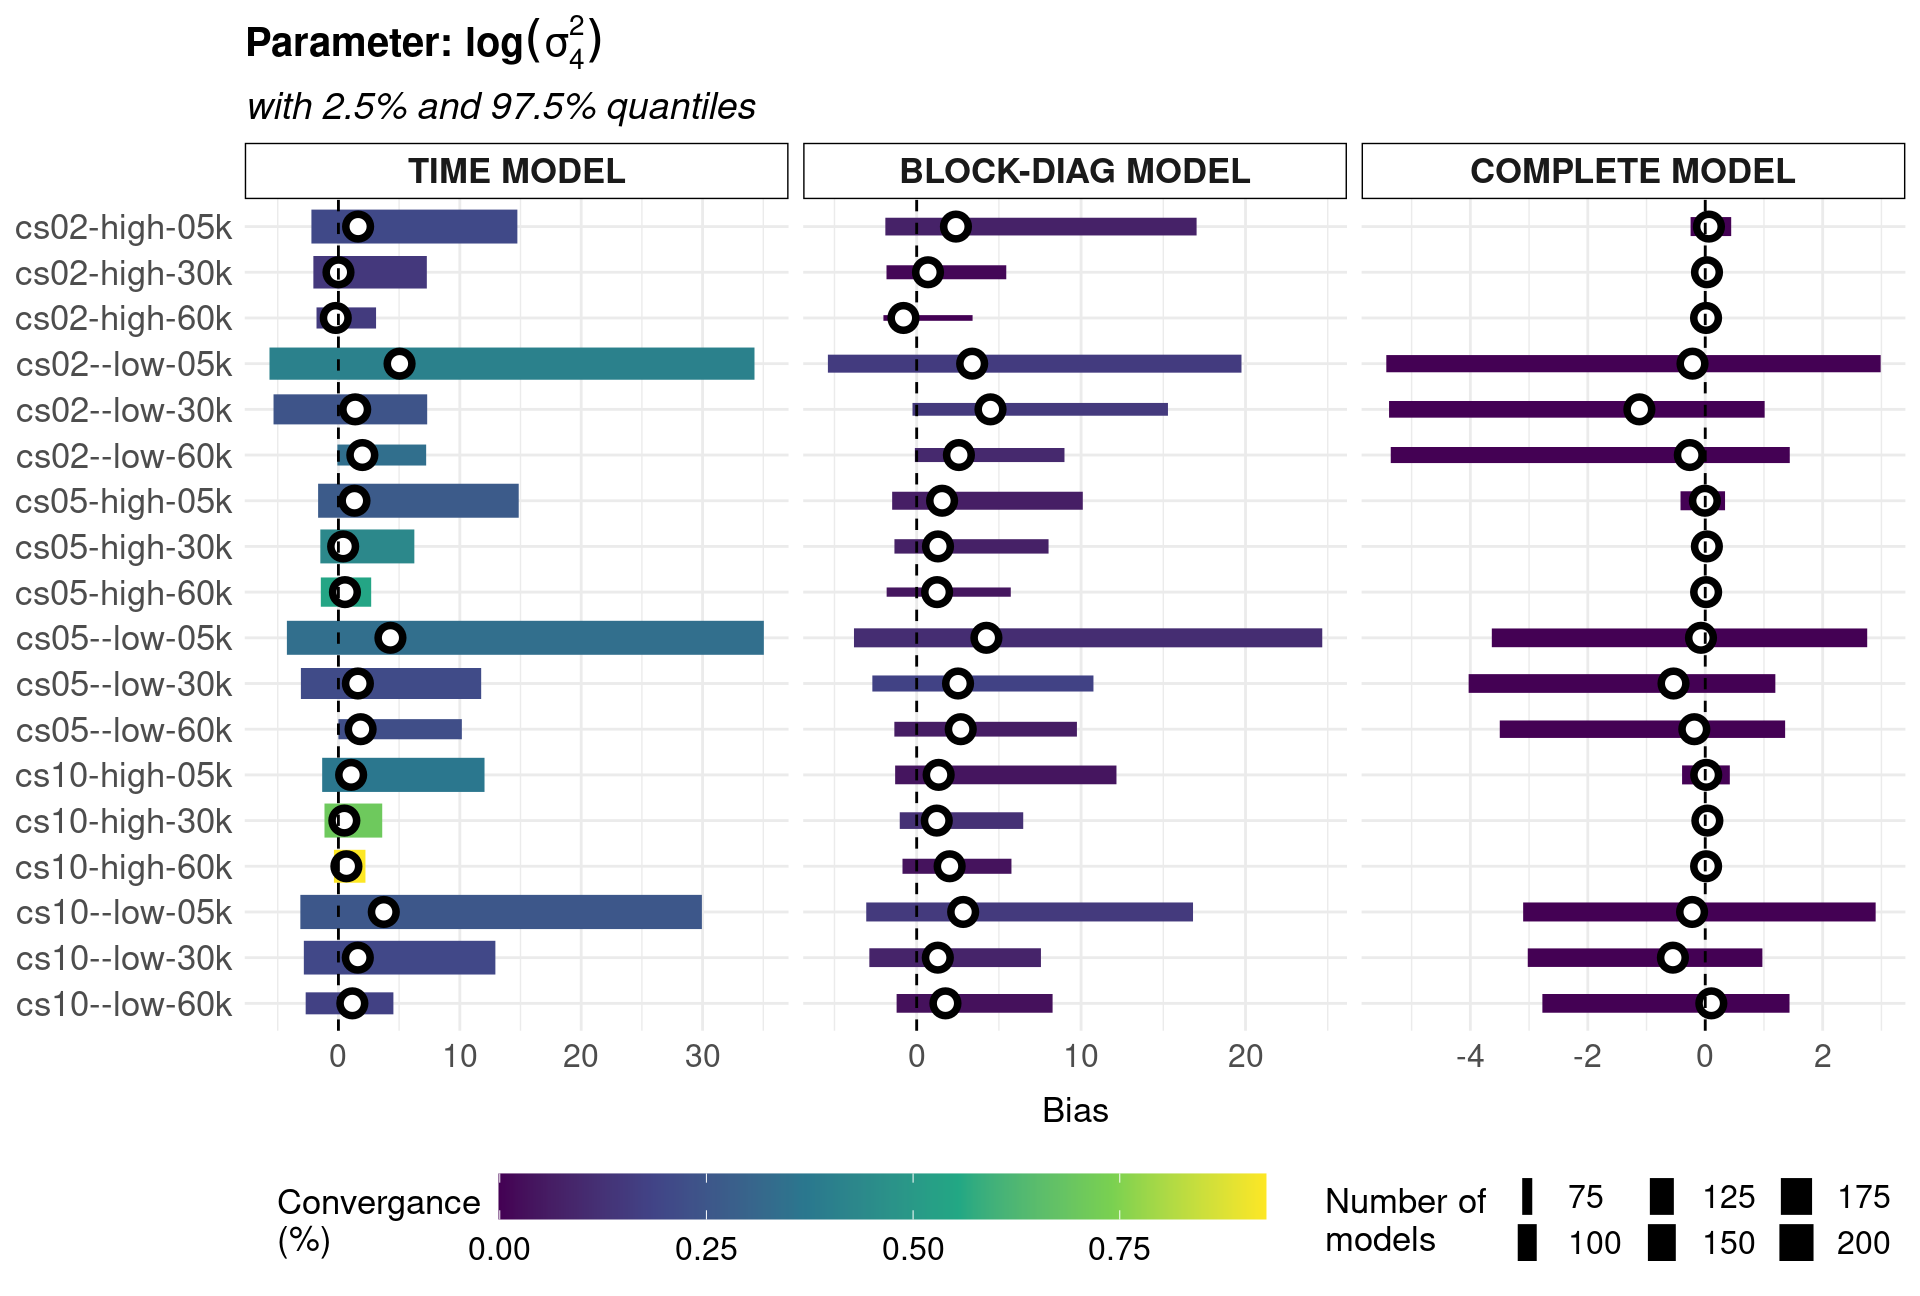 Parameter: log(σ₄²)
with 2.5% and 97.5% quantiles
TIME MODEL BLOCK-DIAG MODEL COMPLETE MODEL
cs02-high-05k
cs02-high-30k
cs02-high-60k
cs02--low-05k
cs02--low-30k
cs02--low-60k
cs05-high-05k
cs05-high-30k
cs05-high-60k
cs05--low-05k
cs05--low-30k
cs05--low-60k
cs10-high-05k
cs10-high-30k
cs10-high-60k
cs10--low-05k
cs10--low-30k
cs10--low-60k
0 10 20 30 0 10 20 -4 -2 0 2
Bias
Convergance
(%)
0.00 0.25 0.50 0.75
Number of
models
75 125 175
100 150 200